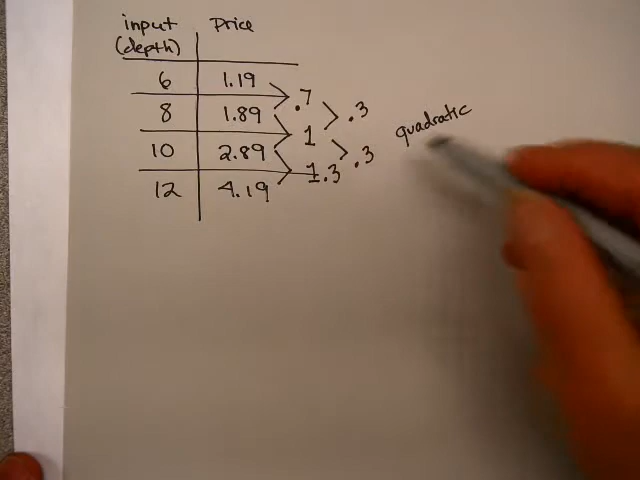 input Price
(depth)
6 1.19
.7
8 1.89 .3
1
10 2.89 .3
1.3
12 4.19
quadratic